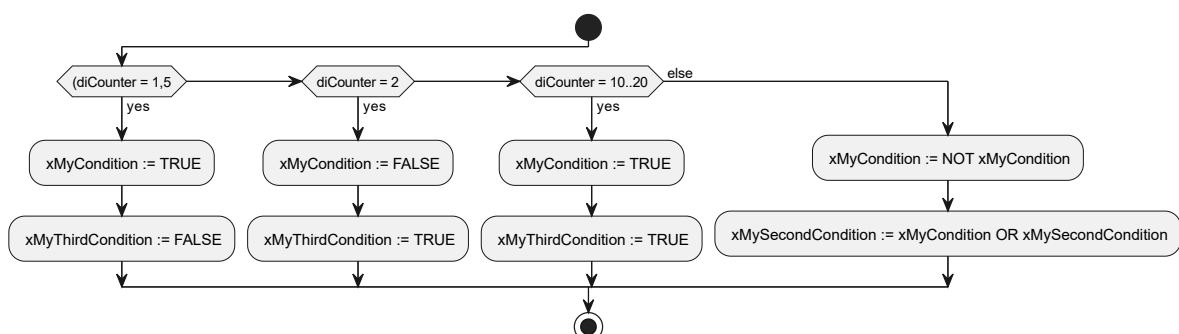 (diCounter = 1,5
diCounter = 2
diCounter = 10..20
else
yes
yes
yes
xMyCondition := TRUE
xMyCondition := FALSE
xMyCondition := TRUE
xMyCondition := NOT xMyCondition
xMyThirdCondition := FALSE
xMyThirdCondition := TRUE
xMyThirdCondition := TRUE
xMySecondCondition := xMyCondition OR xMySecondCondition